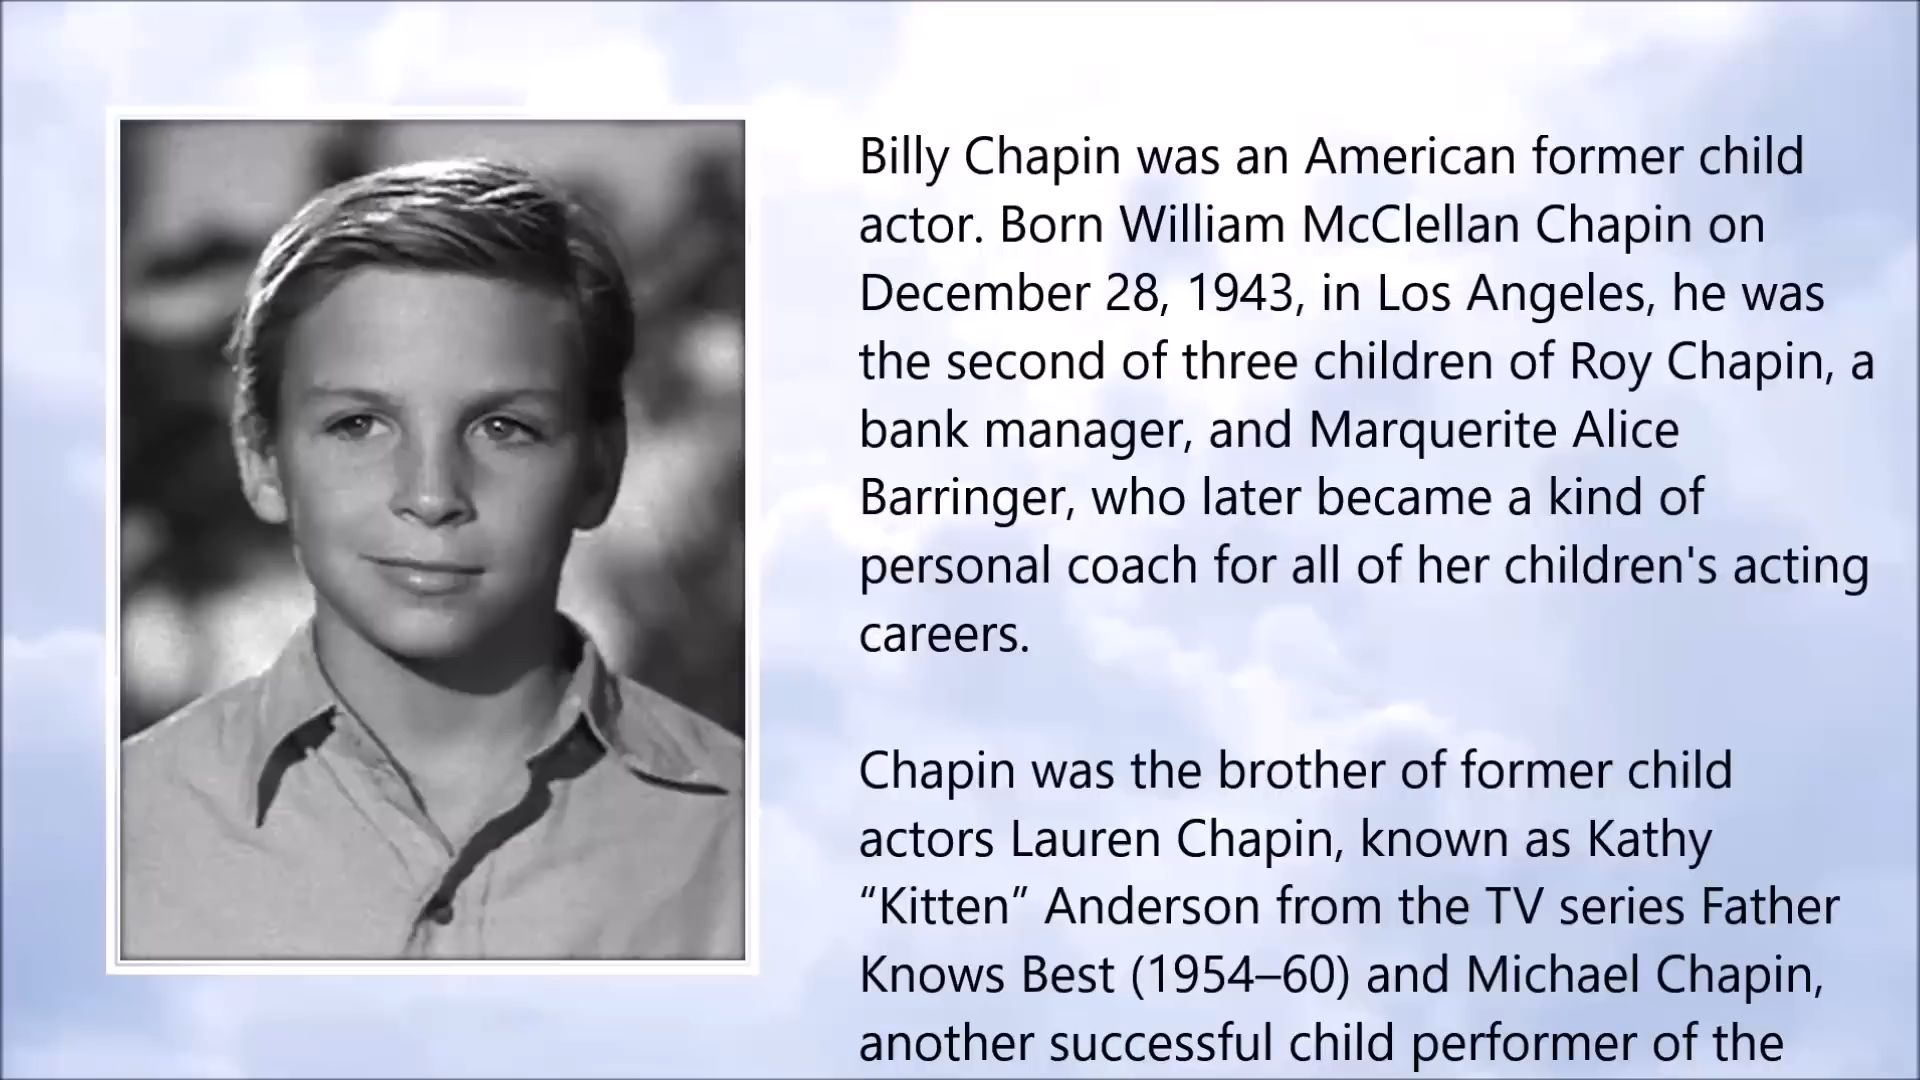 Billy Chapin was an American former child
actor. Born William McClellan Chapin on
December 28, 1943, in Los Angeles, he was
the second of three children of Roy Chapin, a
bank manager, and Marquerite Alice
Barringer, who later became a kind of
personal coach for all of her children's acting
careers.
Chapin was the brother of former child
actors Lauren Chapin, known as Kathy
“Kitten” Anderson from the TV series Father
Knows Best (1954–60) and Michael Chapin,
another successful child performer of the